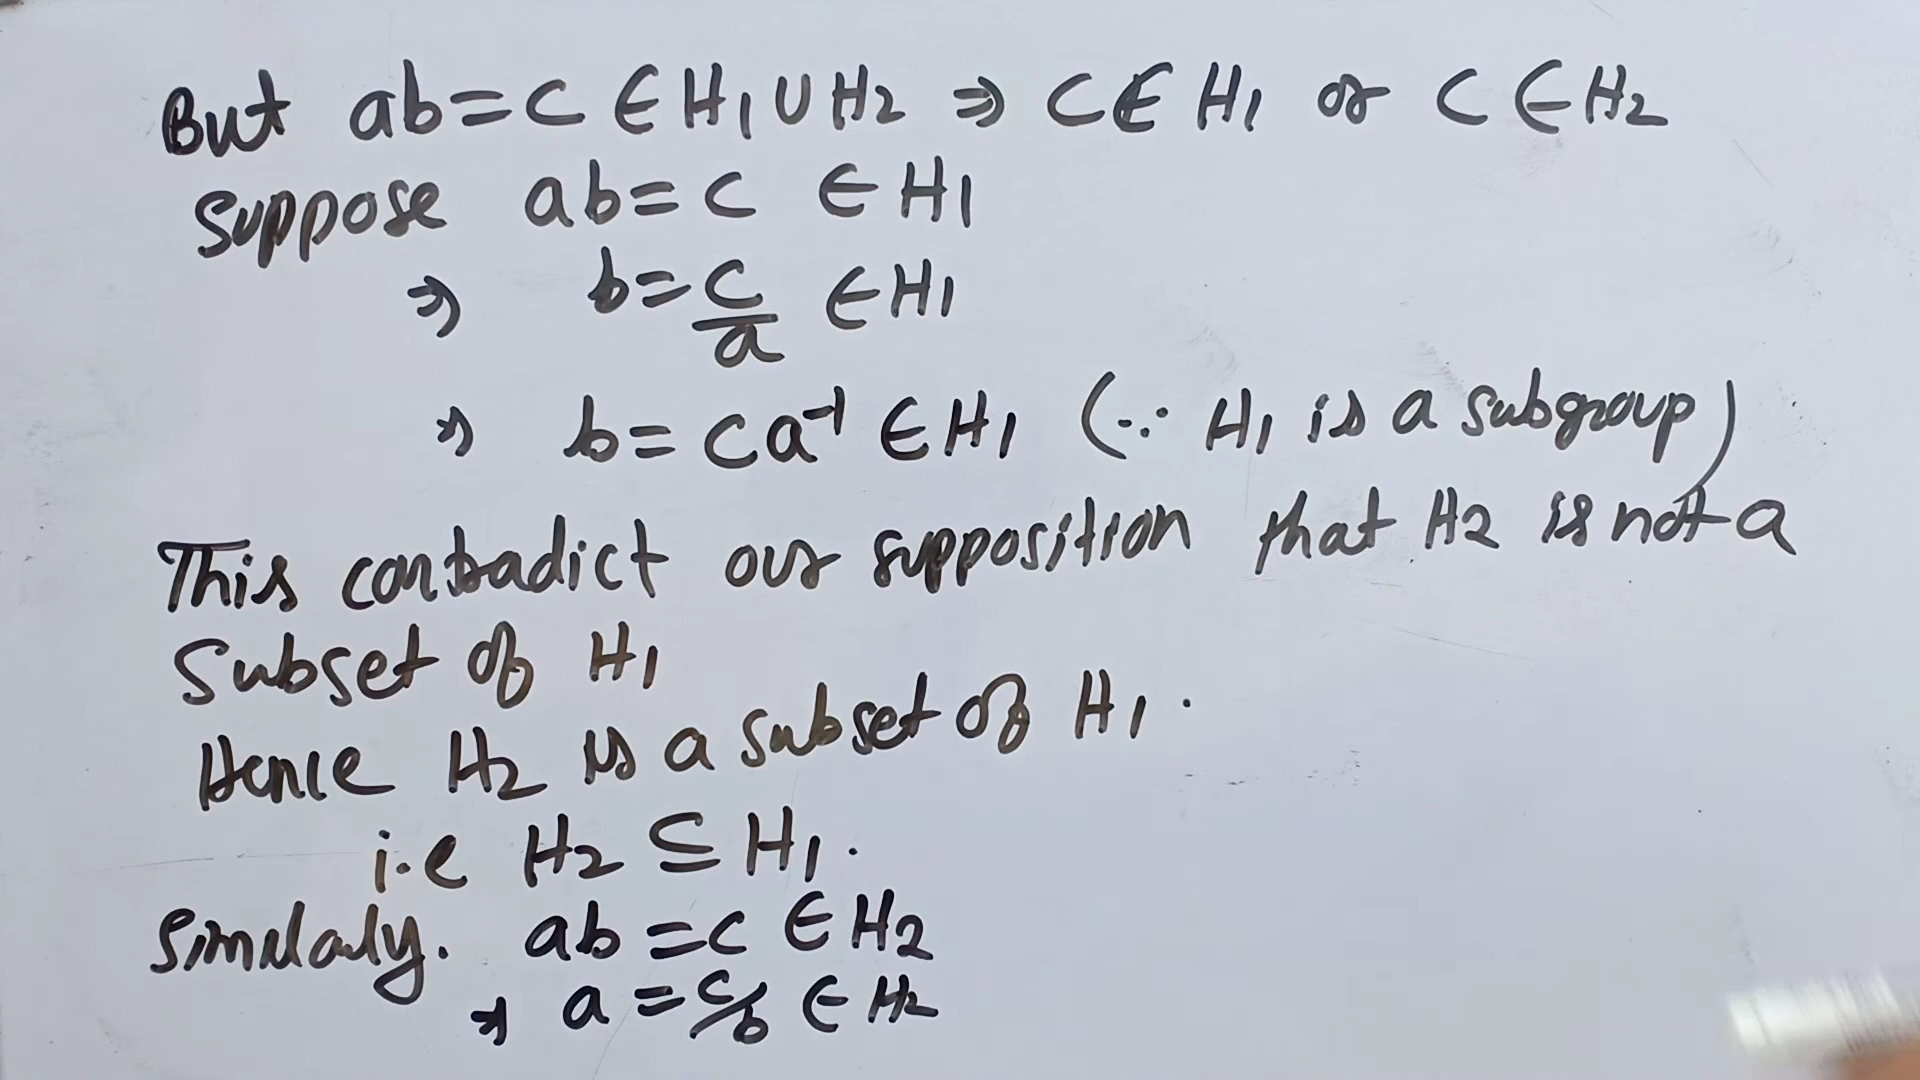 But ab=c ∈ H1 ∪ H2 ⇒ C∈ H1 or C ∈ H2
Suppose ab=c ∈ H1
⇒ b=c/a ∈ H1
⇒ b= ca⁻¹ ∈ H1 (∵ H1 is a subgroup)
This contradict our supposition that H2 is not a
Subset of H1
Hence H2 is a subset of H1.
i.e H2 ⊆ H1.
Similaly. ab =c ∈ H2
⇒ a = c/b ∈ H2